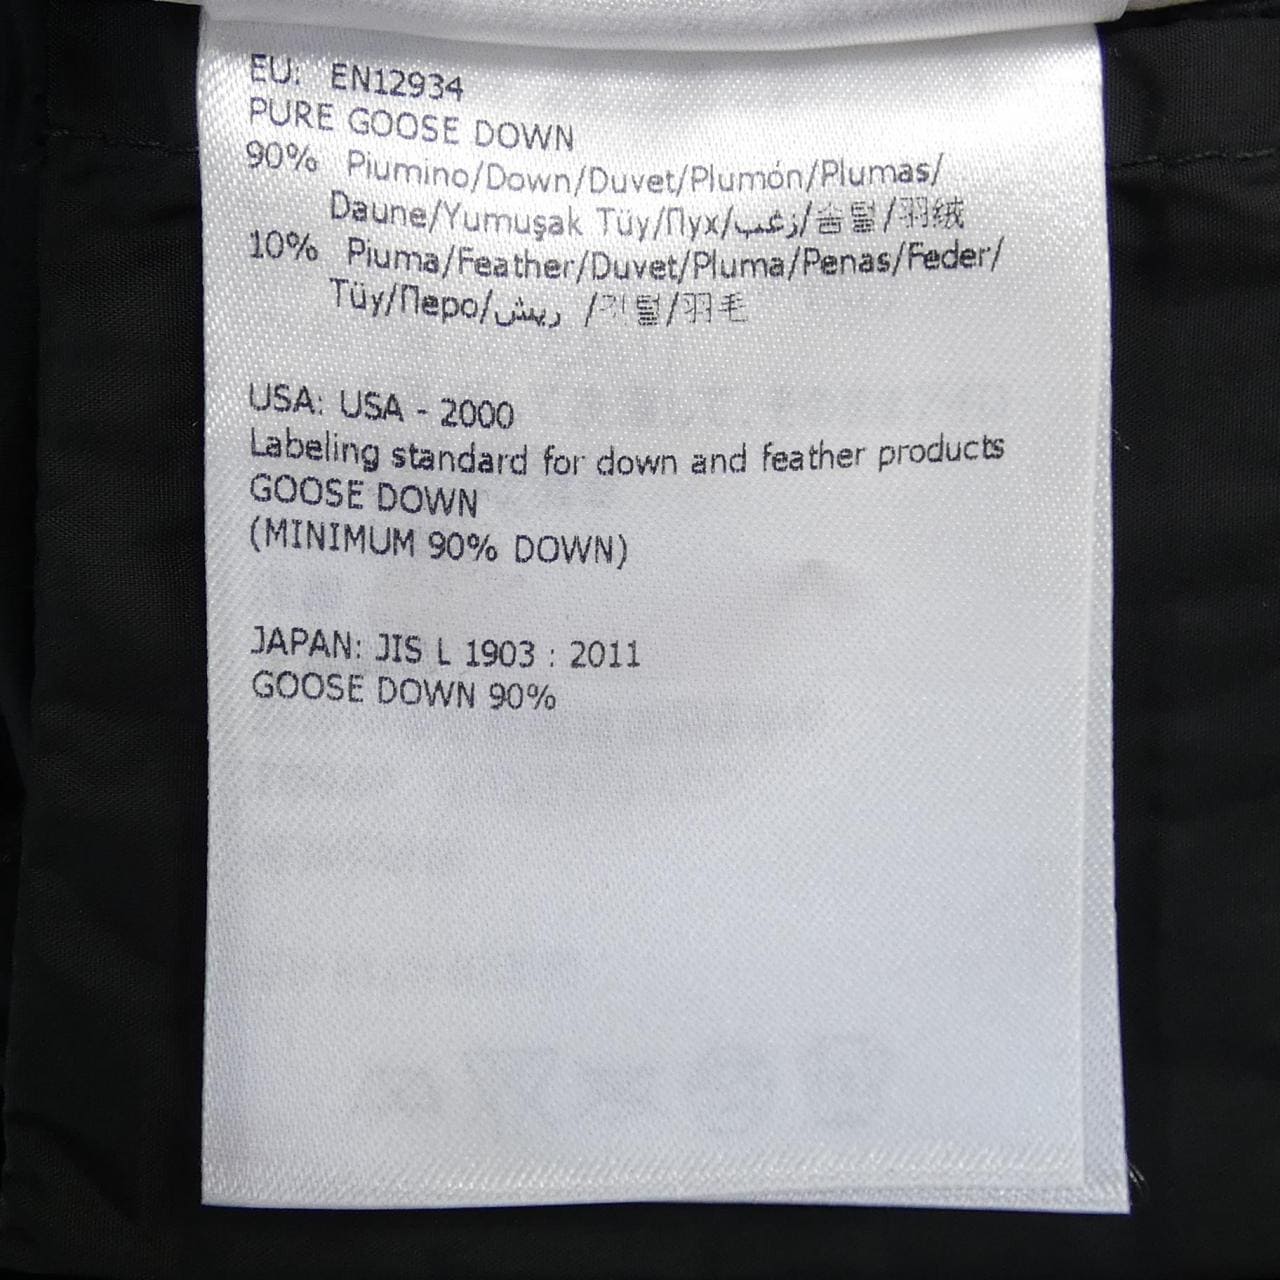 EU: EN12934
PURE GOOSE DOWN
90% Piumino/Down/Duvet/Plumón/Plumas/
Daune/Yumuşak Tüy/Пух/زغب/솜털/羽绒
10% Piuma/Feather/Duvet/Pluma/Penas/Feder/
Tüy/Перо/ريش /깃털/羽毛
USA: USA - 2000
Labeling standard for down and feather products
GOOSE DOWN
(MINIMUM 90% DOWN)
JAPAN: JIS L 1903 : 2011
GOOSE DOWN 90%